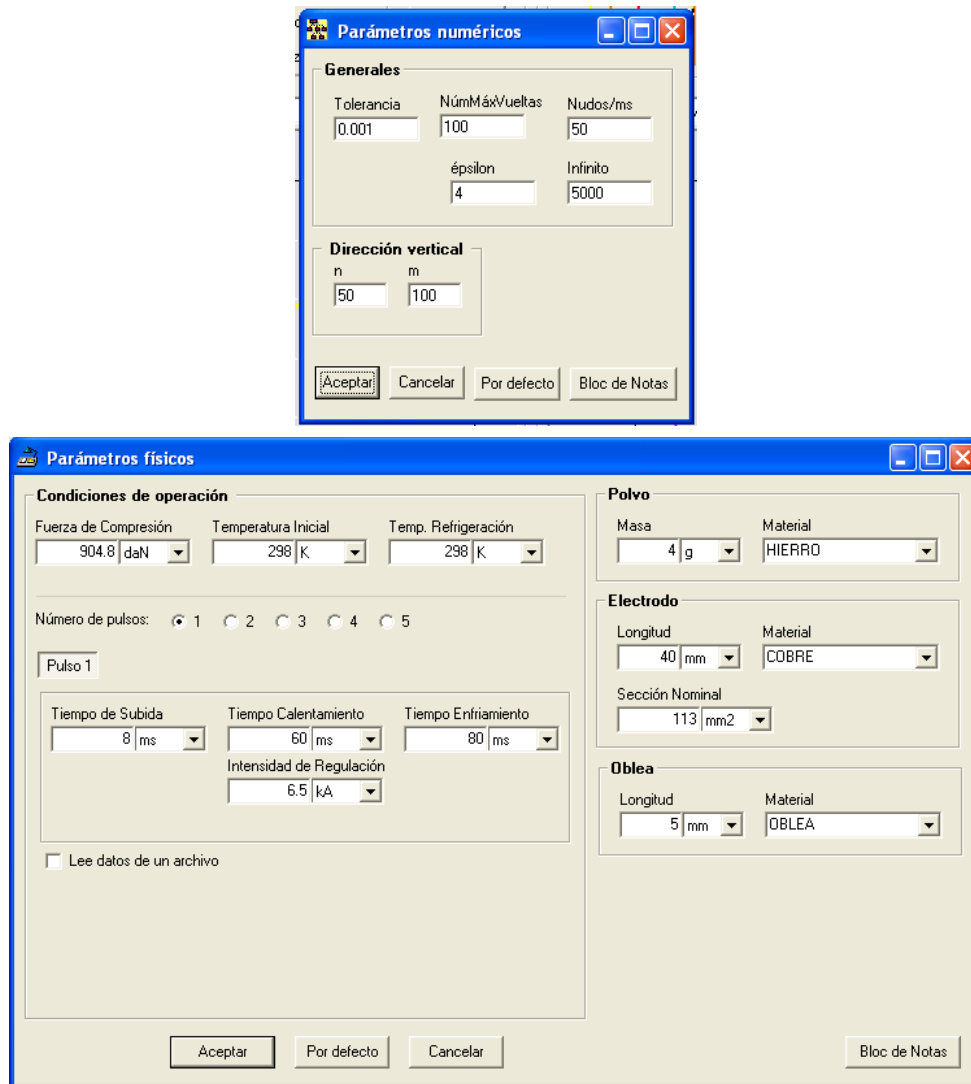 Parámetros numéricos
Generales
Tolerancia NúmMáxVueltas Nudos/ms
0.001 100 50
épsilon Infinito
4 5000
Dirección vertical
n m
50 100
Aceptar Cancelar Por defecto Bloc de Notas
Parámetros físicos
Condiciones de operación
Fuerza de Compresión Temperatura Inicial Temp. Refrigeración
904.8 daN 298 K 298 K
Número de pulsos: 1 2 3 4 5
Pulso 1
Tiempo de Subida Tiempo Calentamiento Tiempo Enfriamiento
8 ms 60 ms 80 ms
Intensidad de Regulación
6.5 kA
Lee datos de un archivo
Polvo
Masa Material
4 g HIERRO
Electrodo
Longitud Material
40 mm COBRE
Sección Nominal
113 mm2
Oblea
Longitud Material
5 mm OBLEA
Aceptar Por defecto Cancelar Bloc de Notas